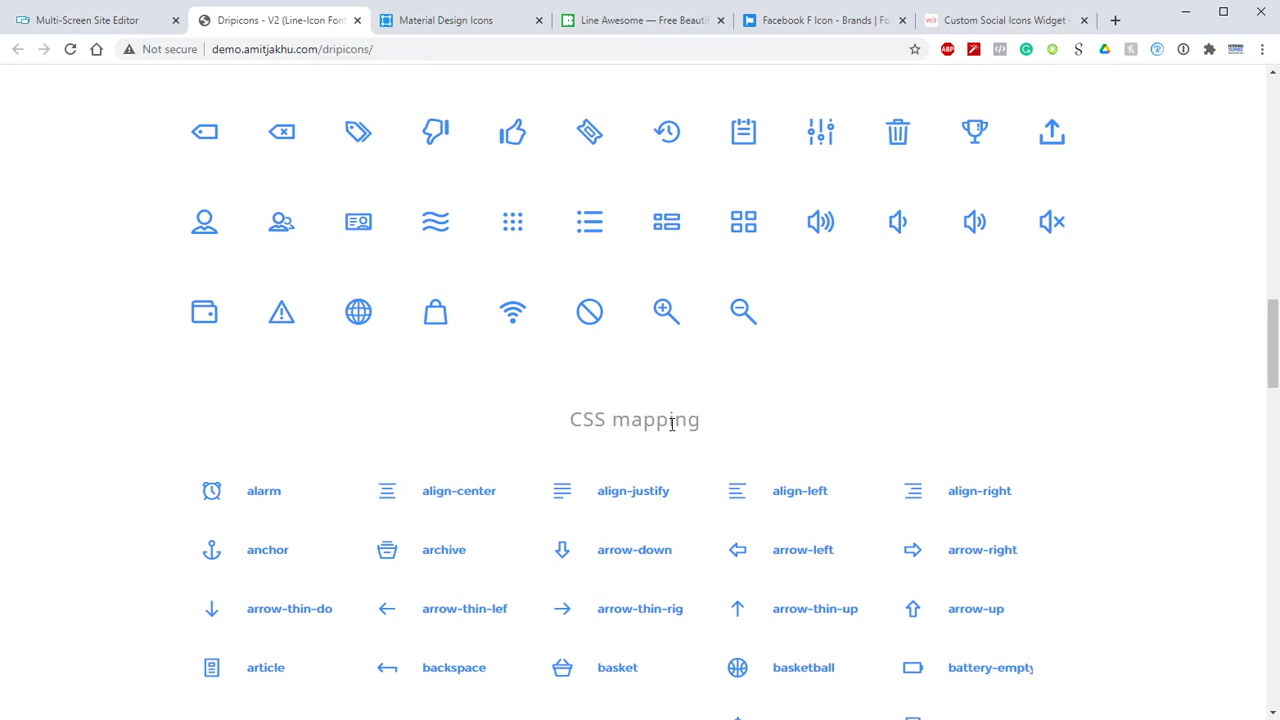 Multi-Screen Site Editor
Dripicons - V2 (Line-Icon Font
Material Design Icons
Line Awesome — Free Beautif
Facebook F Icon - Brands | Fo
Custom Social Icons Widget -
Not secure
demo.amitjakhu.com/dripicons/
CSS mapping
alarm
align-center
align-justify
align-left
align-right
anchor
archive
arrow-down
arrow-left
arrow-right
arrow-thin-do
arrow-thin-lef
arrow-thin-rig
arrow-thin-up
arrow-up
article
backspace
basket
basketball
battery-empty